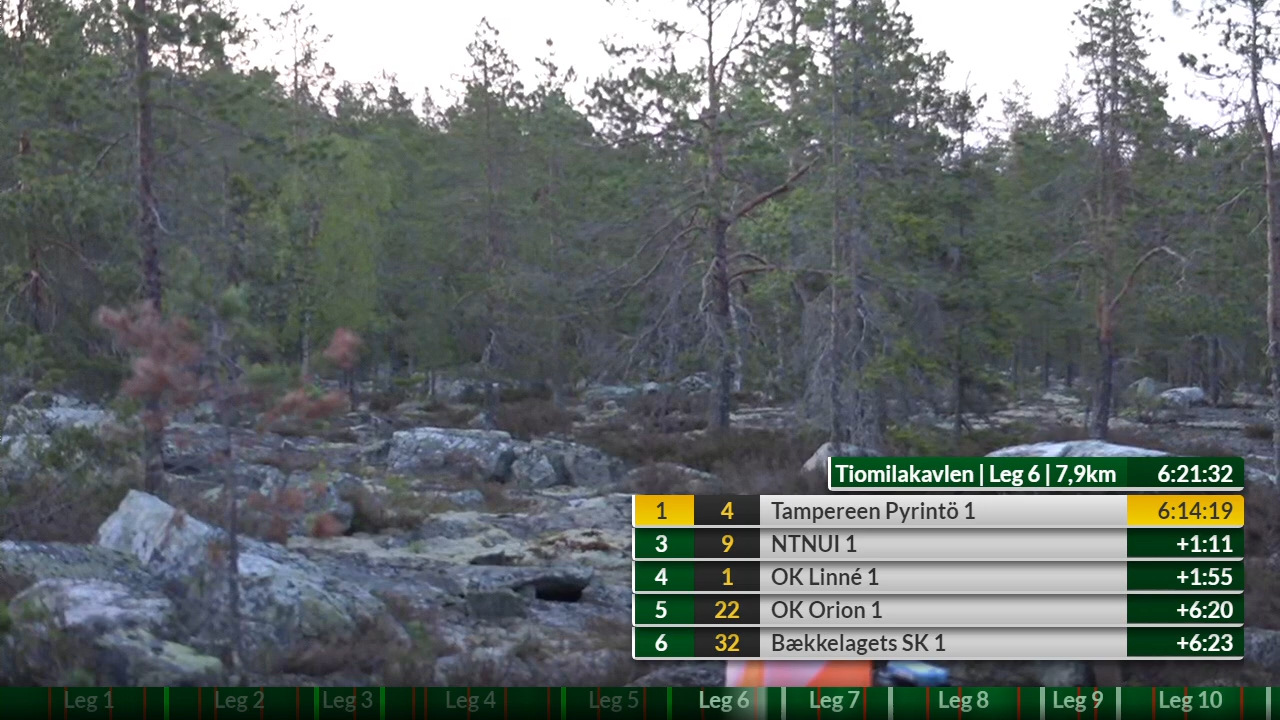 Tiomilakavlen | Leg 6 | 7,9km 6:21:32
1 4 Tampereen Pyrintö 1 6:14:19
3 9 NTNUI 1 +1:11
4 1 OK Linné 1 +1:55
5 22 OK Orion 1 +6:20
6 32 Bækkelagets SK 1 +6:23
Leg 1 Leg 2 Leg 3 Leg 4 Leg 5 Leg 6 Leg 7 Leg 8 Leg 9 Leg 10